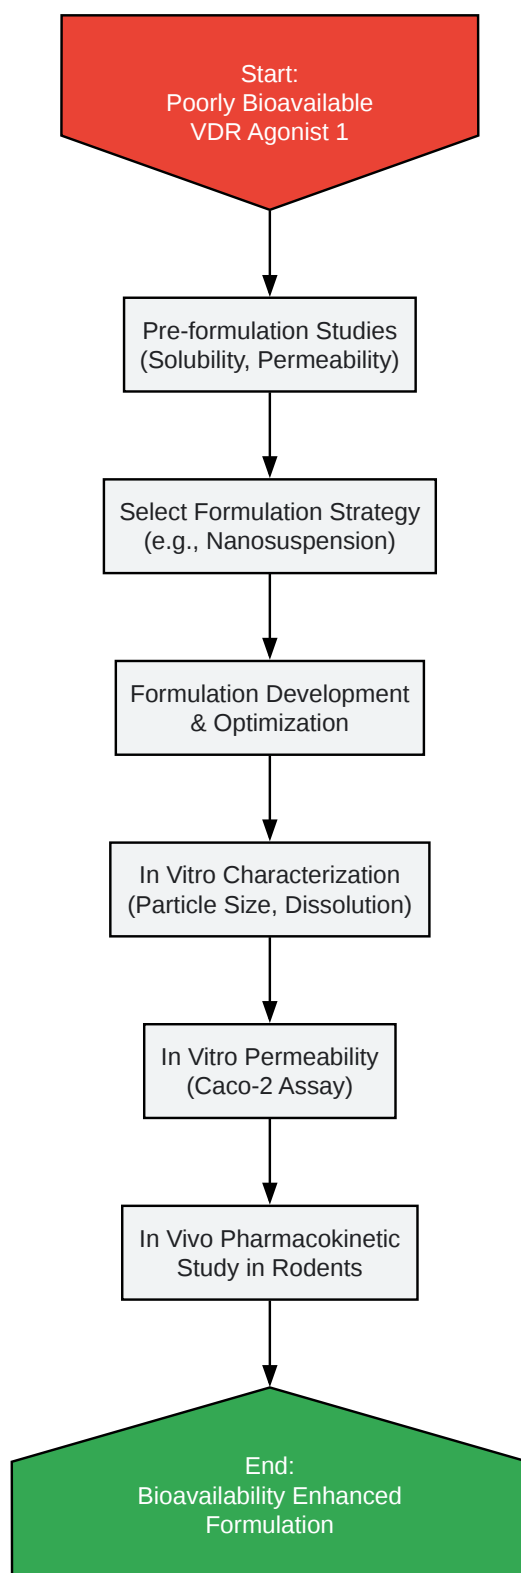 Start:
Poorly Bioavailable
VDR Agonist 1
Pre-formulation Studies
(Solubility, Permeability)
Select Formulation Strategy
(e.g., Nanosuspension)
Formulation Development
& Optimization
In Vitro Characterization
(Particle Size, Dissolution)
In Vitro Permeability
(Caco-2 Assay)
In Vivo Pharmacokinetic
Study in Rodents
End:
Bioavailability Enhanced
Formulation